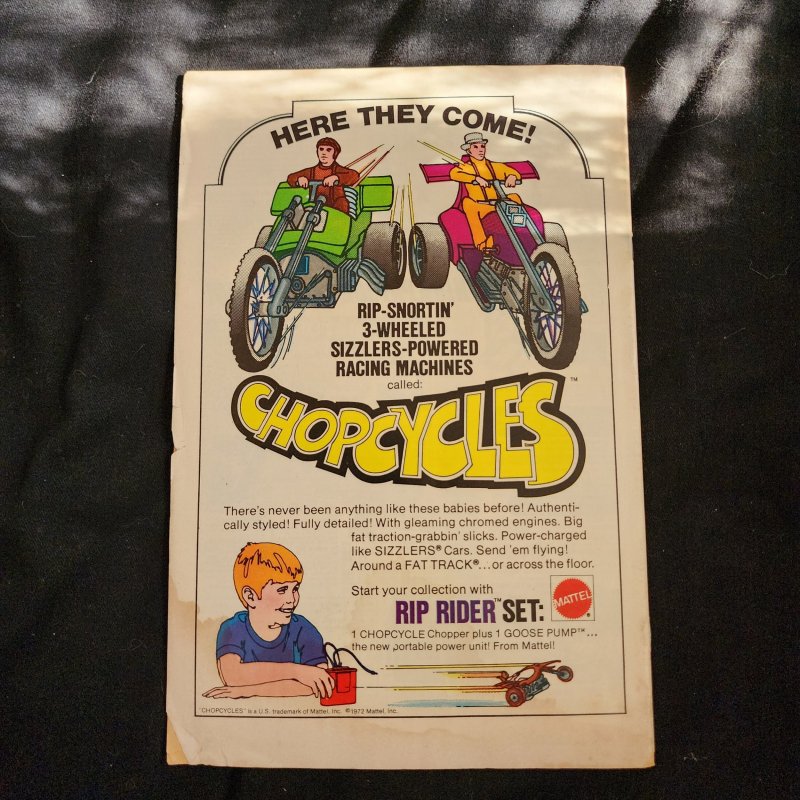 HERE THEY COME!
RIP-SNORTIN'
3-WHEELED
SIZZLERS-POWERED
RACING MACHINES
called:
CHOPCYCLES™
There's never been anything like these babies before! Authenti-
cally styled! Fully detailed! With gleaming chromed engines. Big
fat traction-grabbin' slicks. Power-charged
like SIZZLERS® Cars. Send 'em flying!
Around a FAT TRACK®...or across the floor.
Start your collection with
RIP RIDER™ SET:
MATTEL®
1 CHOPCYCLE Chopper plus 1 GOOSE PUMP™...
the new portable power unit! From Mattel!
"CHOPCYCLES" is a U.S. trademark of Mattel, Inc. ©1972 Mattel, Inc.